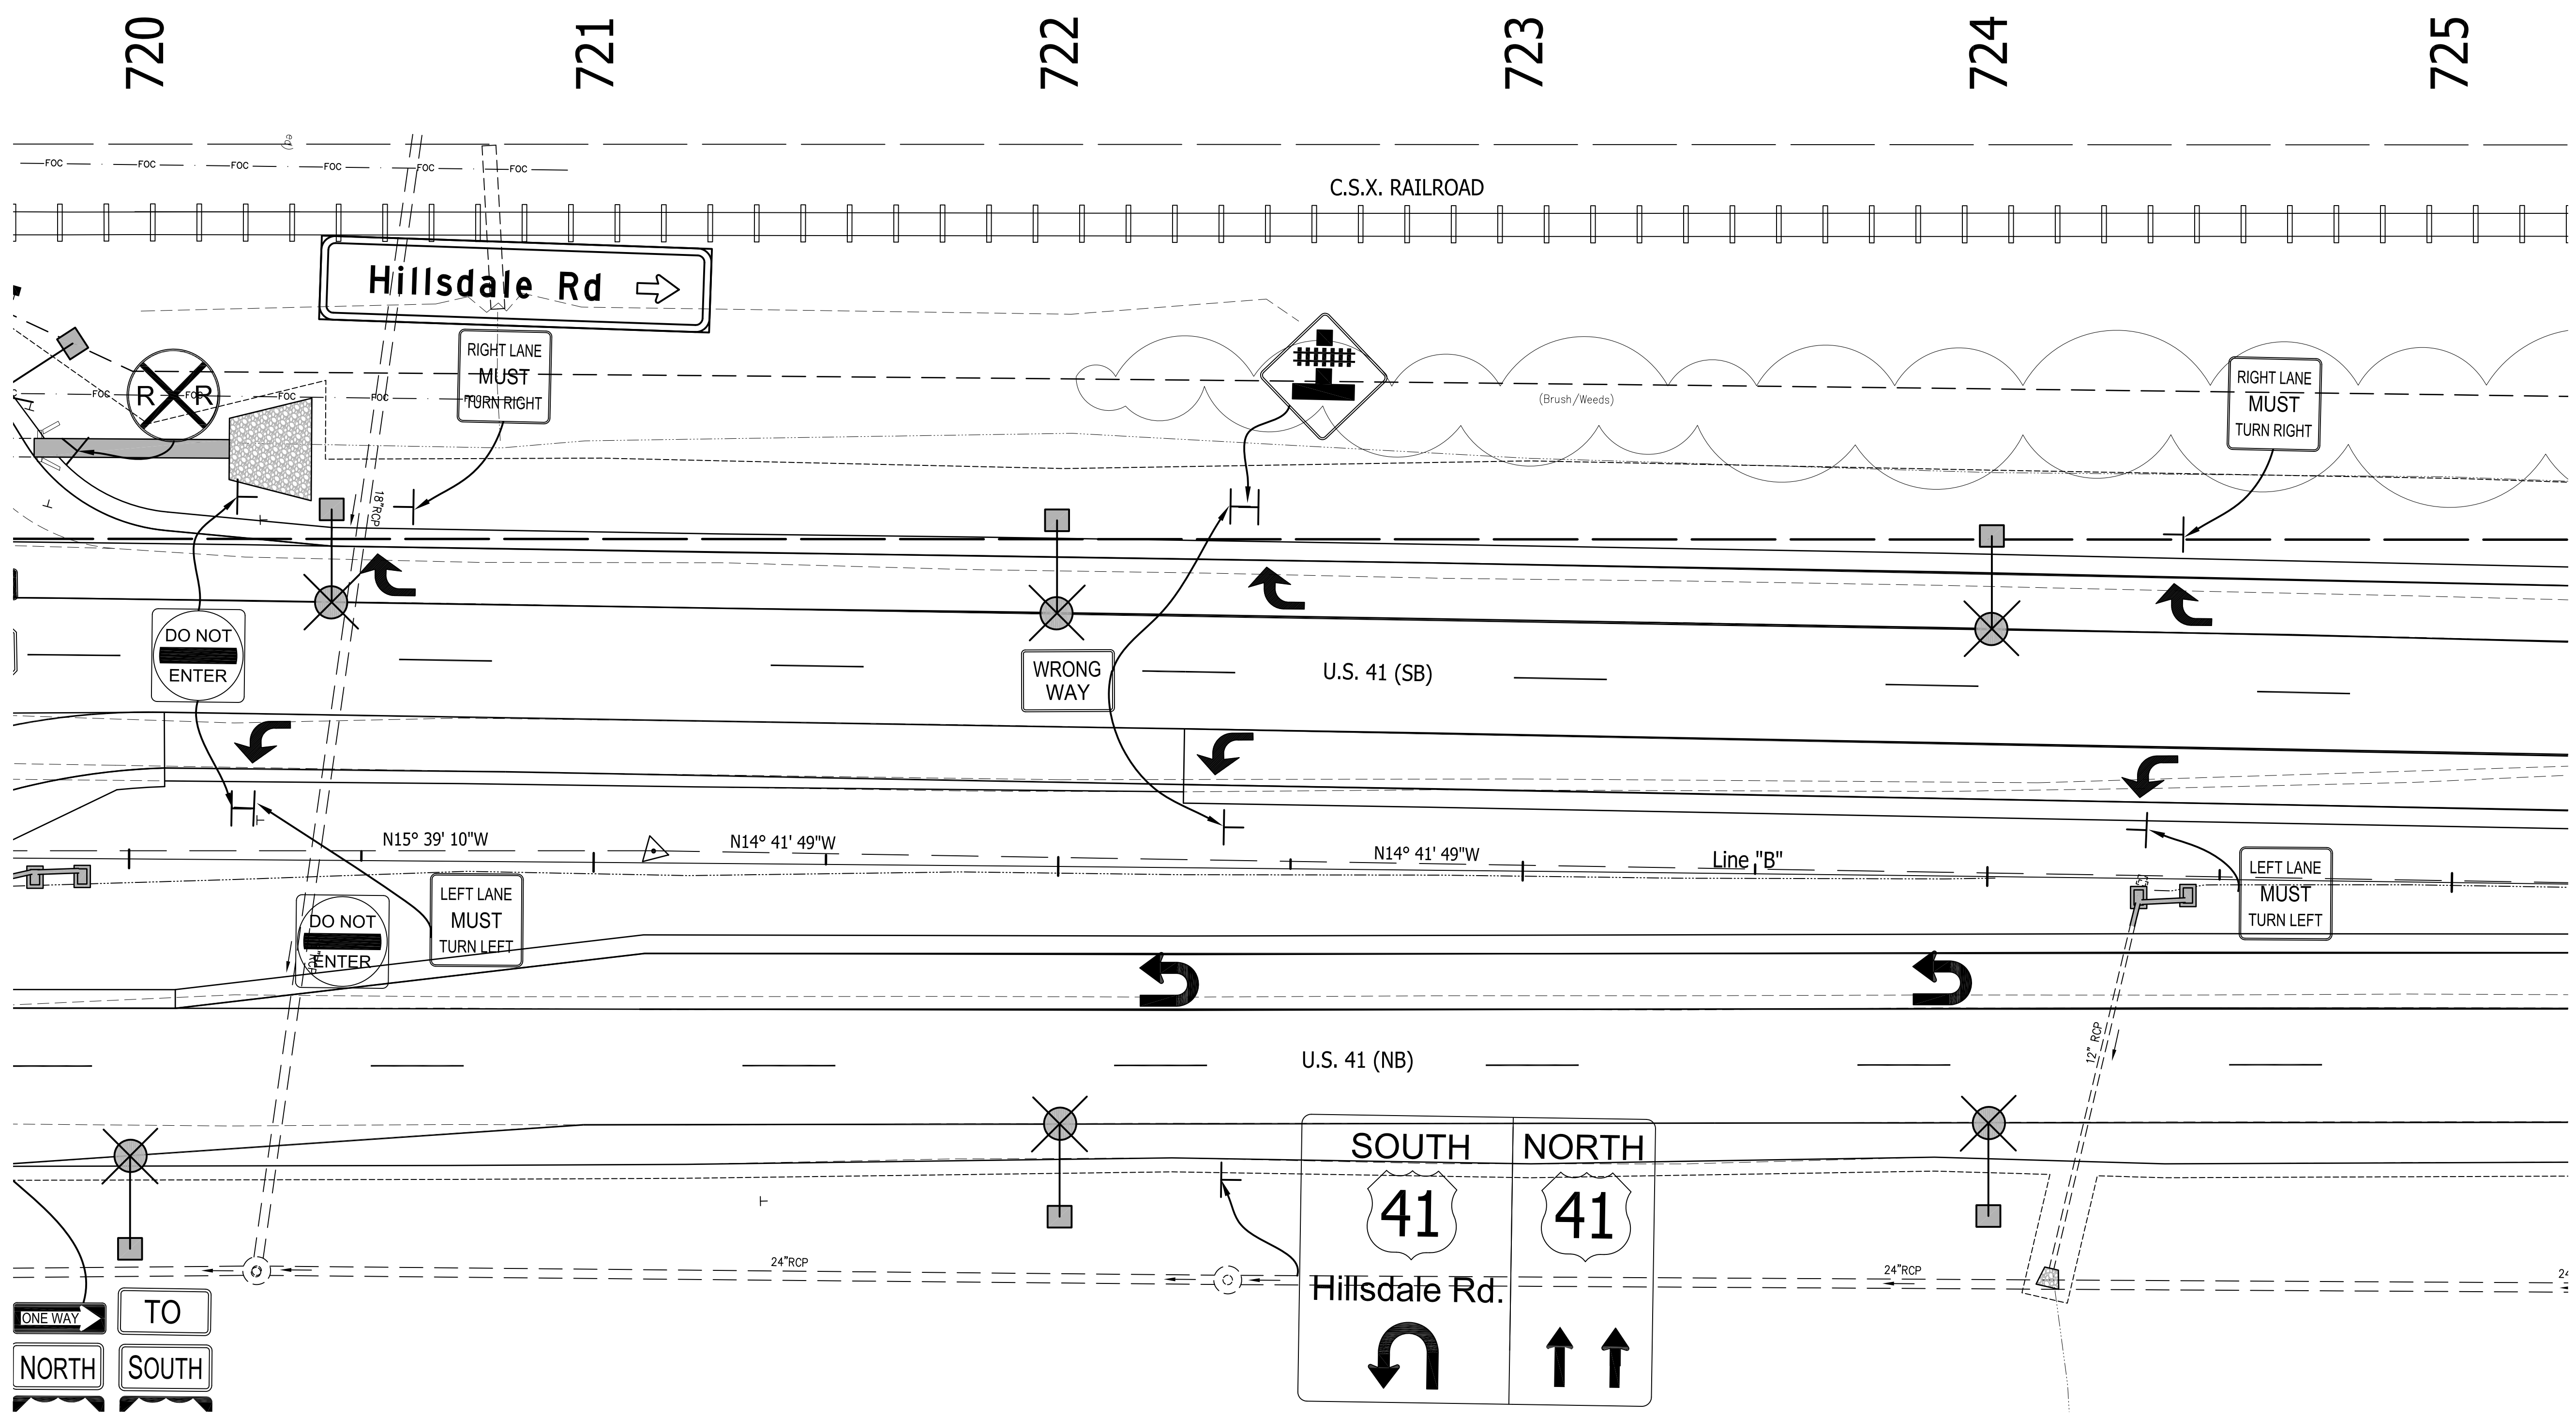 720
721
722
723
724
725
FOC
FOC
FOC
FOC
FOC
FOC
C.S.X. RAILROAD
Hillsdale Rd
RIGHT LANE
MUST
TURN RIGHT
R R
FOC
FOC
FOC
FOC
FOC
(Brush/Weeds)
RIGHT LANE
MUST
TURN RIGHT
18"RCP
DO NOT
ENTER
WRONG
WAY
U.S. 41 (SB)
N15° 39' 10"W
N14° 41' 49"W
N14° 41' 49"W
Line "B"
LEFT LANE
MUST
TURN LEFT
DO NOT
ENTER
RCP
LEFT LANE
MUST
TURN LEFT
12" RCP
U.S. 41 (NB)
SOUTH
41
Hillsdale Rd.
NORTH
41
24"RCP
24"RCP
24
ONE WAY
TO
NORTH
SOUTH